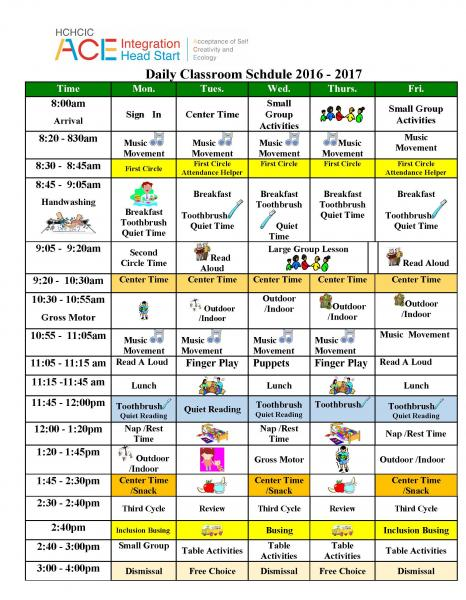 HCHCIC
ACE Integration Head Start
Acceptance of Self
Creativity and
Ecology
Daily Classroom Schdule 2016 - 2017
Time Mon. Tues. Wed. Thurs. Fri.
8:00am
Arrival
Sign In
Center Time
Small
Group
Activities
Small Group
Activities
8:20 - 830am
Music
Movement
Music
Movement
Music
Movement
Music
Movement
Music
Movement
8:30 - 8:45am
First Circle
First Circle
Attendance Helper
First Circle
First Circle
First Circle
Attendance Helper
8:45 - 9:05am
Handwashing
Breakfast
Toothbrush
Quiet Time
Breakfast
Toothbrush
Quiet Time
Breakfast
Toothbrush
Quiet
Time
Breakfast
Toothbrush
Quiet Time
Breakfast
Toothbrush
Quiet Time
9:05 - 9:20am
Second
Circle Time
Read
Aloud
Large Group Lesson
Read Aloud
9:20 - 10:30am
Center Time
Center Time
Center Time
Center Time
Center Time
10:30 - 10:55am
Gross Motor
Outdoor
/Indoor
Outdoor
/Indoor
Outdoor
/Indoor
Outdoor
/Indoor
10:55 - 11:05am
Music
Movement
Music
Movement
Music
Movement
Music
Movement
Music Movement
11:05 - 11:15 am
Read A Loud
Finger Play
Puppets
Finger Play
Read A Loud
11:15 -11:45 am
Lunch
Lunch
Lunch
11:45 - 12:00pm
Toothbrush
Quiet Reading
Quiet Reading
Toothbrush
Quiet Reading
Toothbrush
Toothbrush
Quiet Reading
12:00 - 1:20pm
Nap /Rest
Time
Nap /Rest
Time
Nap /Rest
Time
1:20 - 1:45pm
Outdoor
/Indoor
Gross Motor
Outdoor /Indoor
1:45 - 2:30pm
Center Time
/Snack
Center Time
/Snack
Center Time
/Snack
2:30 - 2:40pm
Third Cycle
Review
Third Cycle
Review
Third Cycle
2:40pm
Inclusion Busing
Busing
Inclusion Busing
2:40 - 3:00pm
Small Group
Table Activities
Table
Activities
Table
Activities
Table Activities
3:00 - 4:00pm
Dismissal
Free Choice
Dismissal
Free Choice
Dismissal